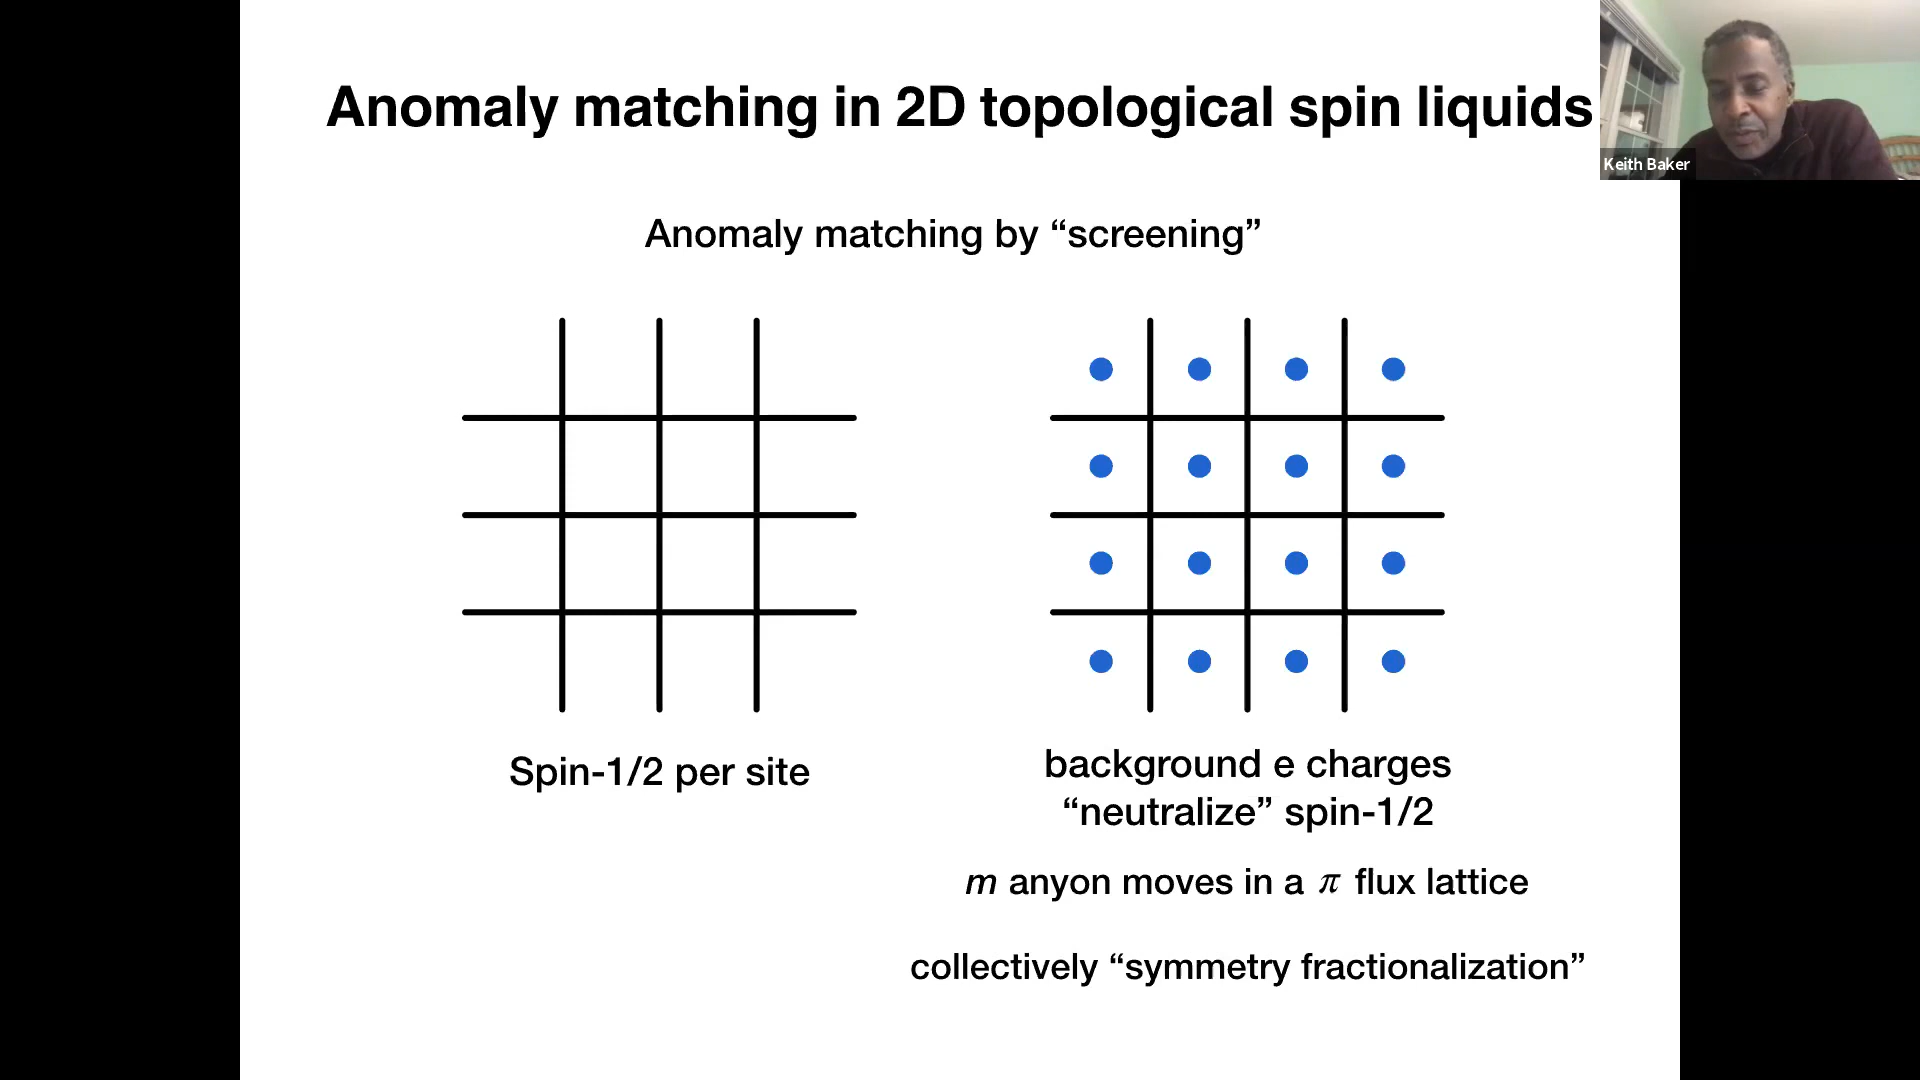 Anomaly matching in 2D topological spin liquids
Keith Baker
Anomaly matching by “screening”
Spin-1/2 per site
background e charges
“neutralize” spin-1/2
m anyon moves in a π flux lattice
collectively “symmetry fractionalization”